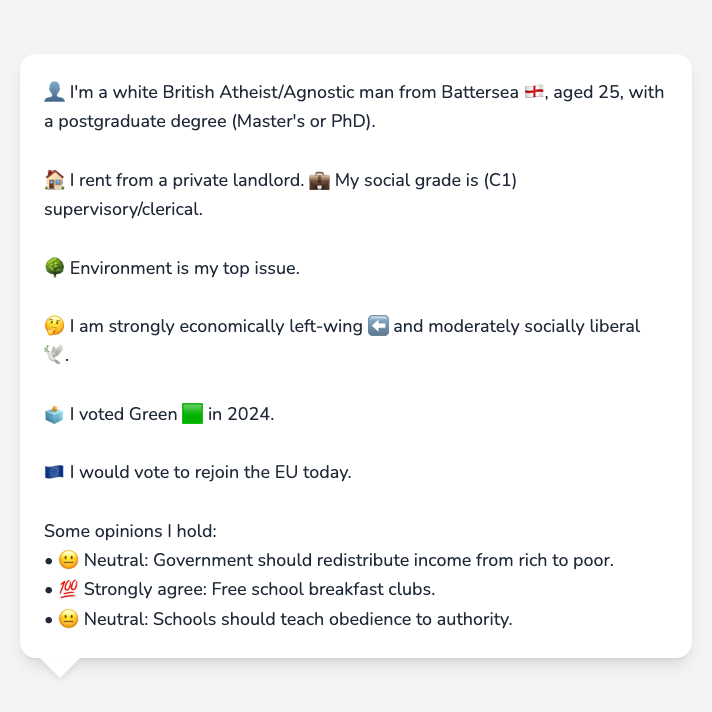 👤 I'm a white British Atheist/Agnostic man from Battersea 🏴󠁧󠁢󠁥󠁮󠁧󠁿, aged 25, with
a postgraduate degree (Master's or PhD).
🏠 I rent from a private landlord. 💼 My social grade is (C1)
supervisory/clerical.
🌳 Environment is my top issue.
🤔 I am strongly economically left-wing ⬅️ and moderately socially liberal
🕊️.
🗳️ I voted Green 🟩 in 2024.
🇪🇺 I would vote to rejoin the EU today.
Some opinions I hold:
• 😐 Neutral: Government should redistribute income from rich to poor.
• 💯 Strongly agree: Free school breakfast clubs.
• 😐 Neutral: Schools should teach obedience to authority.